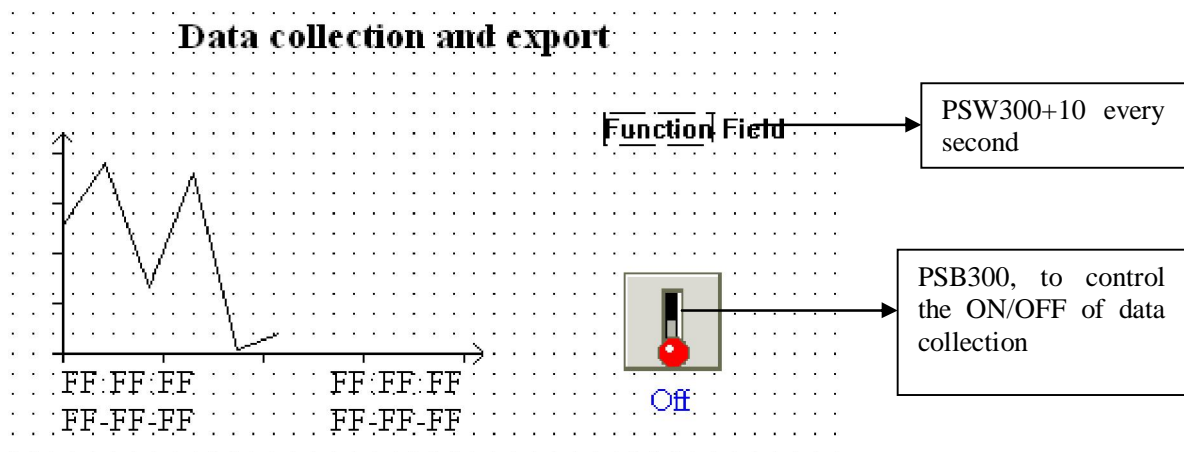 Data collection and export
Function Field
PSW300+10 every
second
PSB300, to control
the ON/OFF of data
collection
FF:FF:FF FF:FF:FF
FF-FF-FF FF-FF-FF
Off